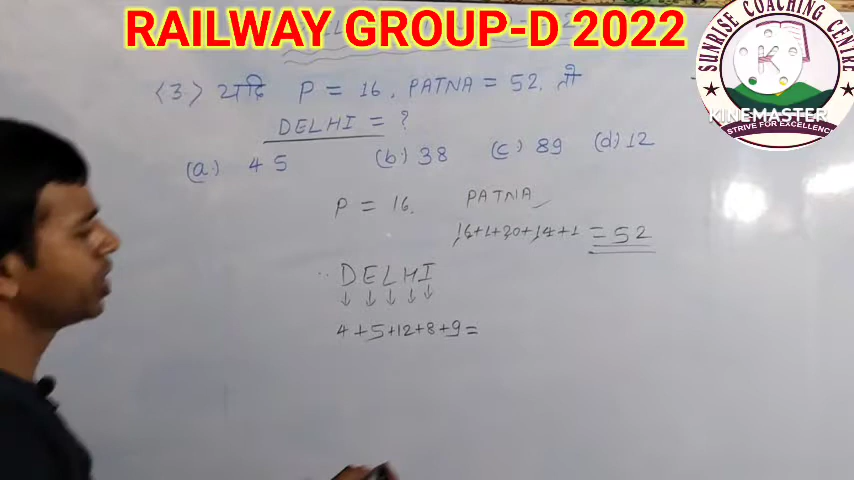 RAILWAY GROUP-D 2022
SUNRISE COACHING CENTRE
K
KINEMASTER
STRIVE FOR EXCELLENCY
<3> यदि P = 16, PATNA = 52, तो
DELHI = ?
(a) 45 (b) 38 (c) 89 (d) 12
P = 16. PATNA
16+1+20+14+1 = 52
DELHI
↓ ↓ ↓ ↓ ↓
4+5+12+8+9=